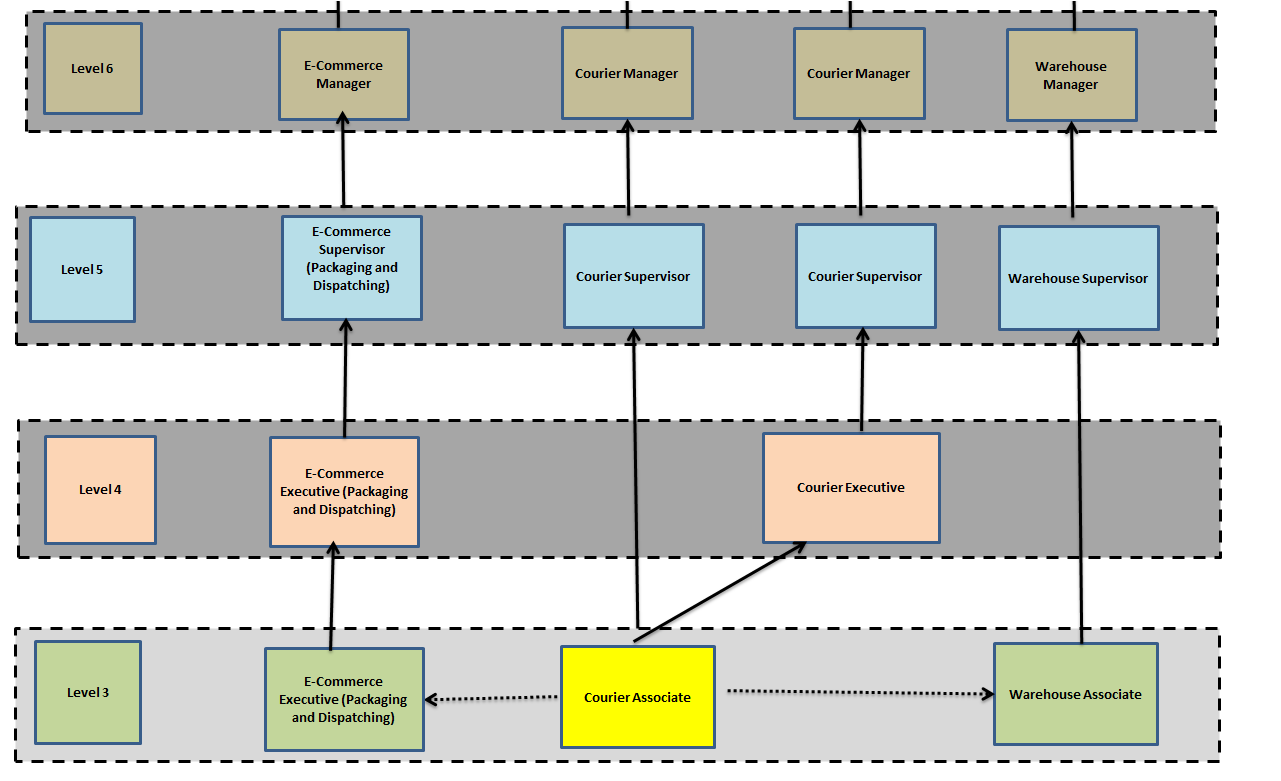 Level 6
E-Commerce
Manager
Courier Manager
Courier Manager
Warehouse
Manager
Level 5
E-Commerce
Supervisor
(Packaging and
Dispatching)
Courier Supervisor
Courier Supervisor
Warehouse Supervisor
Level 4
E-Commerce
Executive (Packaging
and Dispatching)
Courier Executive
Level 3
E-Commerce
Executive (Packaging
and Dispatching)
Courier Associate
Warehouse Associate